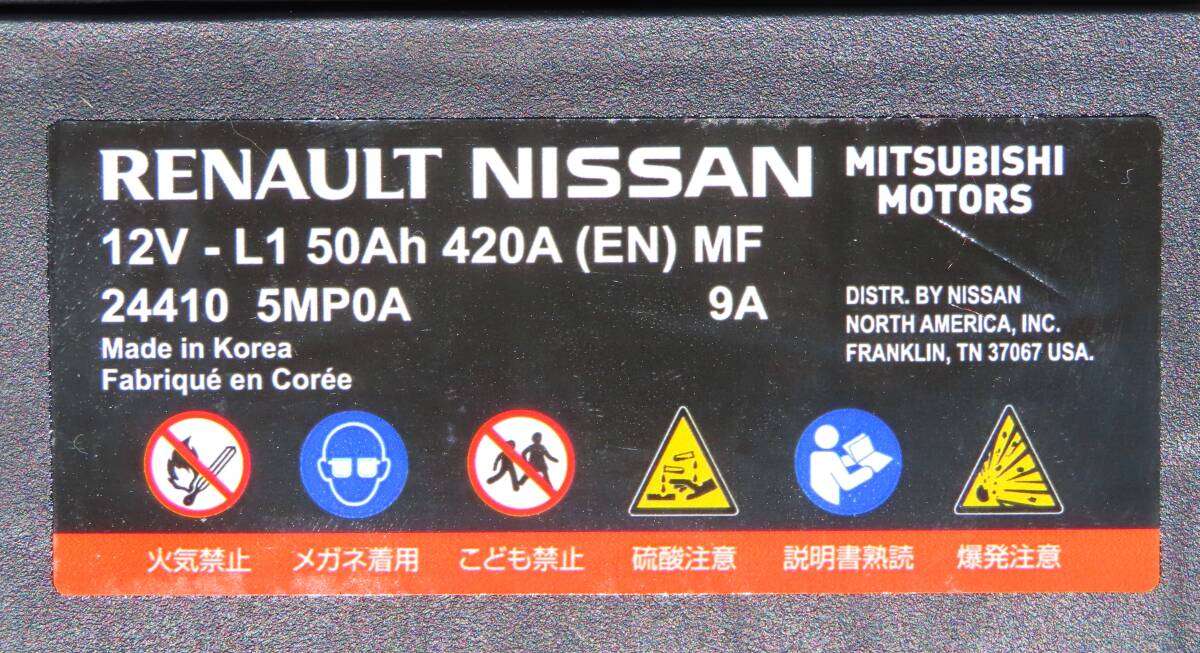 RENAULT NISSAN MITSUBISHI
MOTORS
12V - L1 50Ah 420A (EN) MF
24410 5MP0A 9A
Made in Korea
Fabriqué en Corée
DISTR. BY NISSAN
NORTH AMERICA, INC.
FRANKLIN, TN 37067 USA.
火気禁止 メガネ着用 こども禁止 硫酸注意 説明書熟読 爆発注意